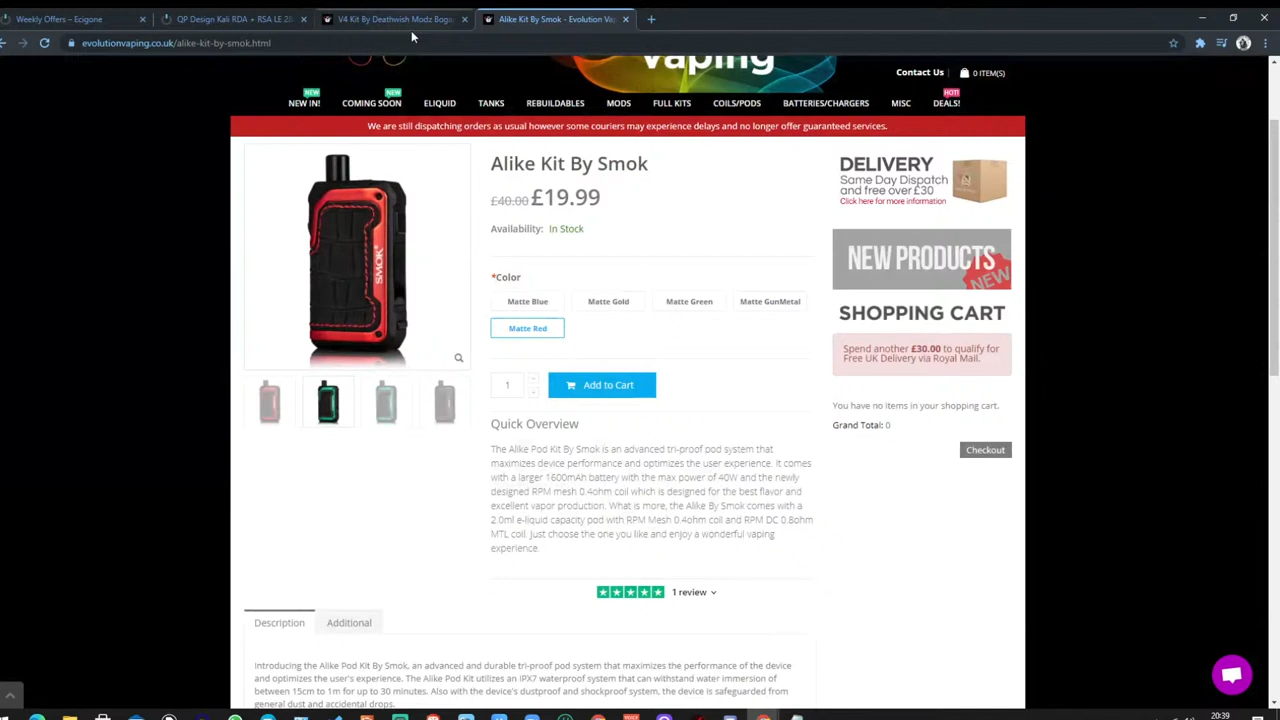 Weekly Offers – Ecigone
QP Design Kali RDA + RSA LE 28
V4 Kit By Deathwish Modz Boga
Alike Kit By Smok - Evolution Va
evolutionvaping.co.uk/alike-kit-by-smok.html
vaping
Contact Us
0 ITEM(S)
NEW
NEW
HOT!
NEW IN!
COMING SOON
ELIQUID
TANKS
REBUILDABLES
MODS
FULL KITS
COILS/PODS
BATTERIES/CHARGERS
MISC
DEALS!
We are still dispatching orders as usual however some couriers may experience delays and no longer offer guaranteed services.
SMOK
Alike Kit By Smok
£40.00 £19.99
Availability: In Stock
*Color
Matte Blue
Matte Gold
Matte Green
Matte GunMetal
Matte Red
1
Add to Cart
Quick Overview
The Alike Pod Kit By Smok is an advanced tri-proof pod system that
maximizes device performance and optimizes the user experience. It comes
with a larger 1600mAh battery with the max power of 40W and the newly
designed RPM mesh 0.4ohm coil which is designed for the best flavor and
excellent vapor production. What is more, the Alike By Smok comes with a
2.0ml e-liquid capacity pod with RPM Mesh 0.4ohm coil and RPM DC 0.8ohm
MTL coil. Just choose the one you like and enjoy a wonderful vaping
experience.
1 review
DELIVERY
Same Day Dispatch
and free over £30
Click here for more information
NEW PRODUCTS
NEW
SHOPPING CART
Spend another £30.00 to qualify for
Free UK Delivery via Royal Mail.
You have no items in your shopping cart.
Grand Total: 0
Checkout
Description
Additional
Introducing the Alike Pod Kit By Smok, an advanced and durable tri-proof pod system that maximizes the performance of the device
and optimizes the user's experience. The Alike Pod Kit utilizes an IPX7 waterproof system that can withstand water immersion of
between 15cm to 1m for up to 30 minutes. Also with the device's dustproof and shockproof system, the device is safeguarded from
general dust and accidental drops.
20:39